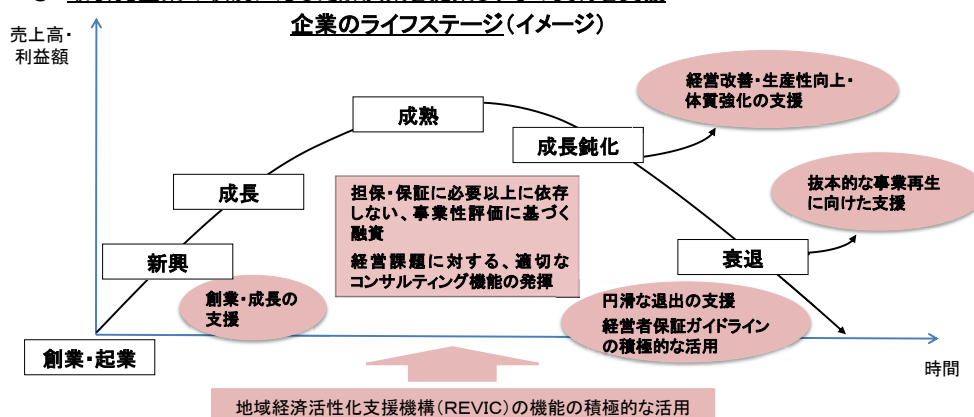 企業のライフステージ(イメージ)
売上高・
利益額
経営改善・生産性向上・
体質強化の支援
成熟
成長鈍化
抜本的な事業再生
に向けた支援
成長
担保・保証に必要以上に依存
しない、事業性評価に基づく
融資
経営課題に対する、適切な
コンサルティング機能の発揮
新興
衰退
創業・成長の
支援
円滑な退出の支援
経営者保証ガイドライン
の積極的な活用
創業・起業
時間
地域経済活性化支援機構(REVIC)の機能の積極的な活用